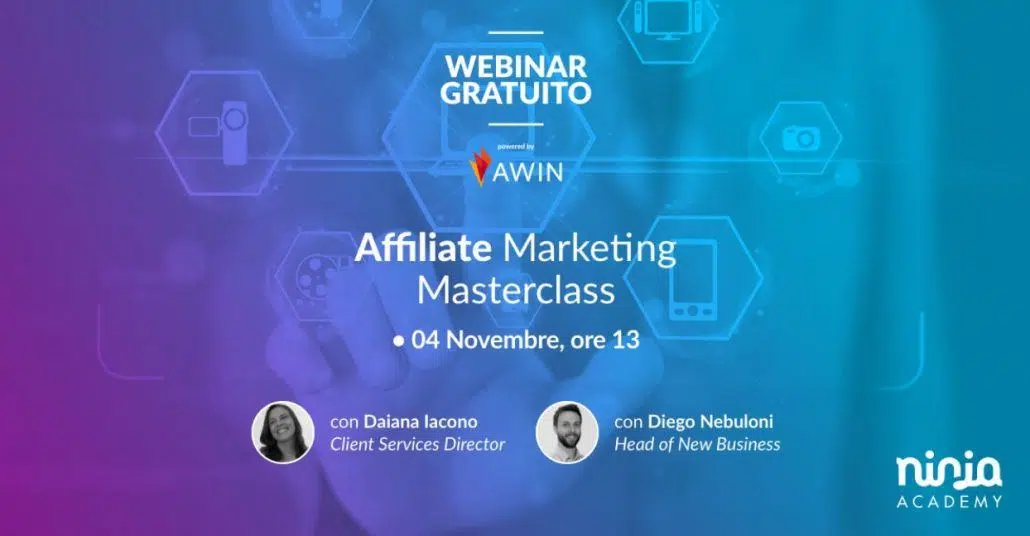 WEBINAR
GRATUITO
powered by
AWIN
Affiliate Marketing
Masterclass
• 04 Novembre, ore 13
con Daiana Iacono
Client Services Director
con Diego Nebuloni
Head of New Business
ninja
ACADEMY